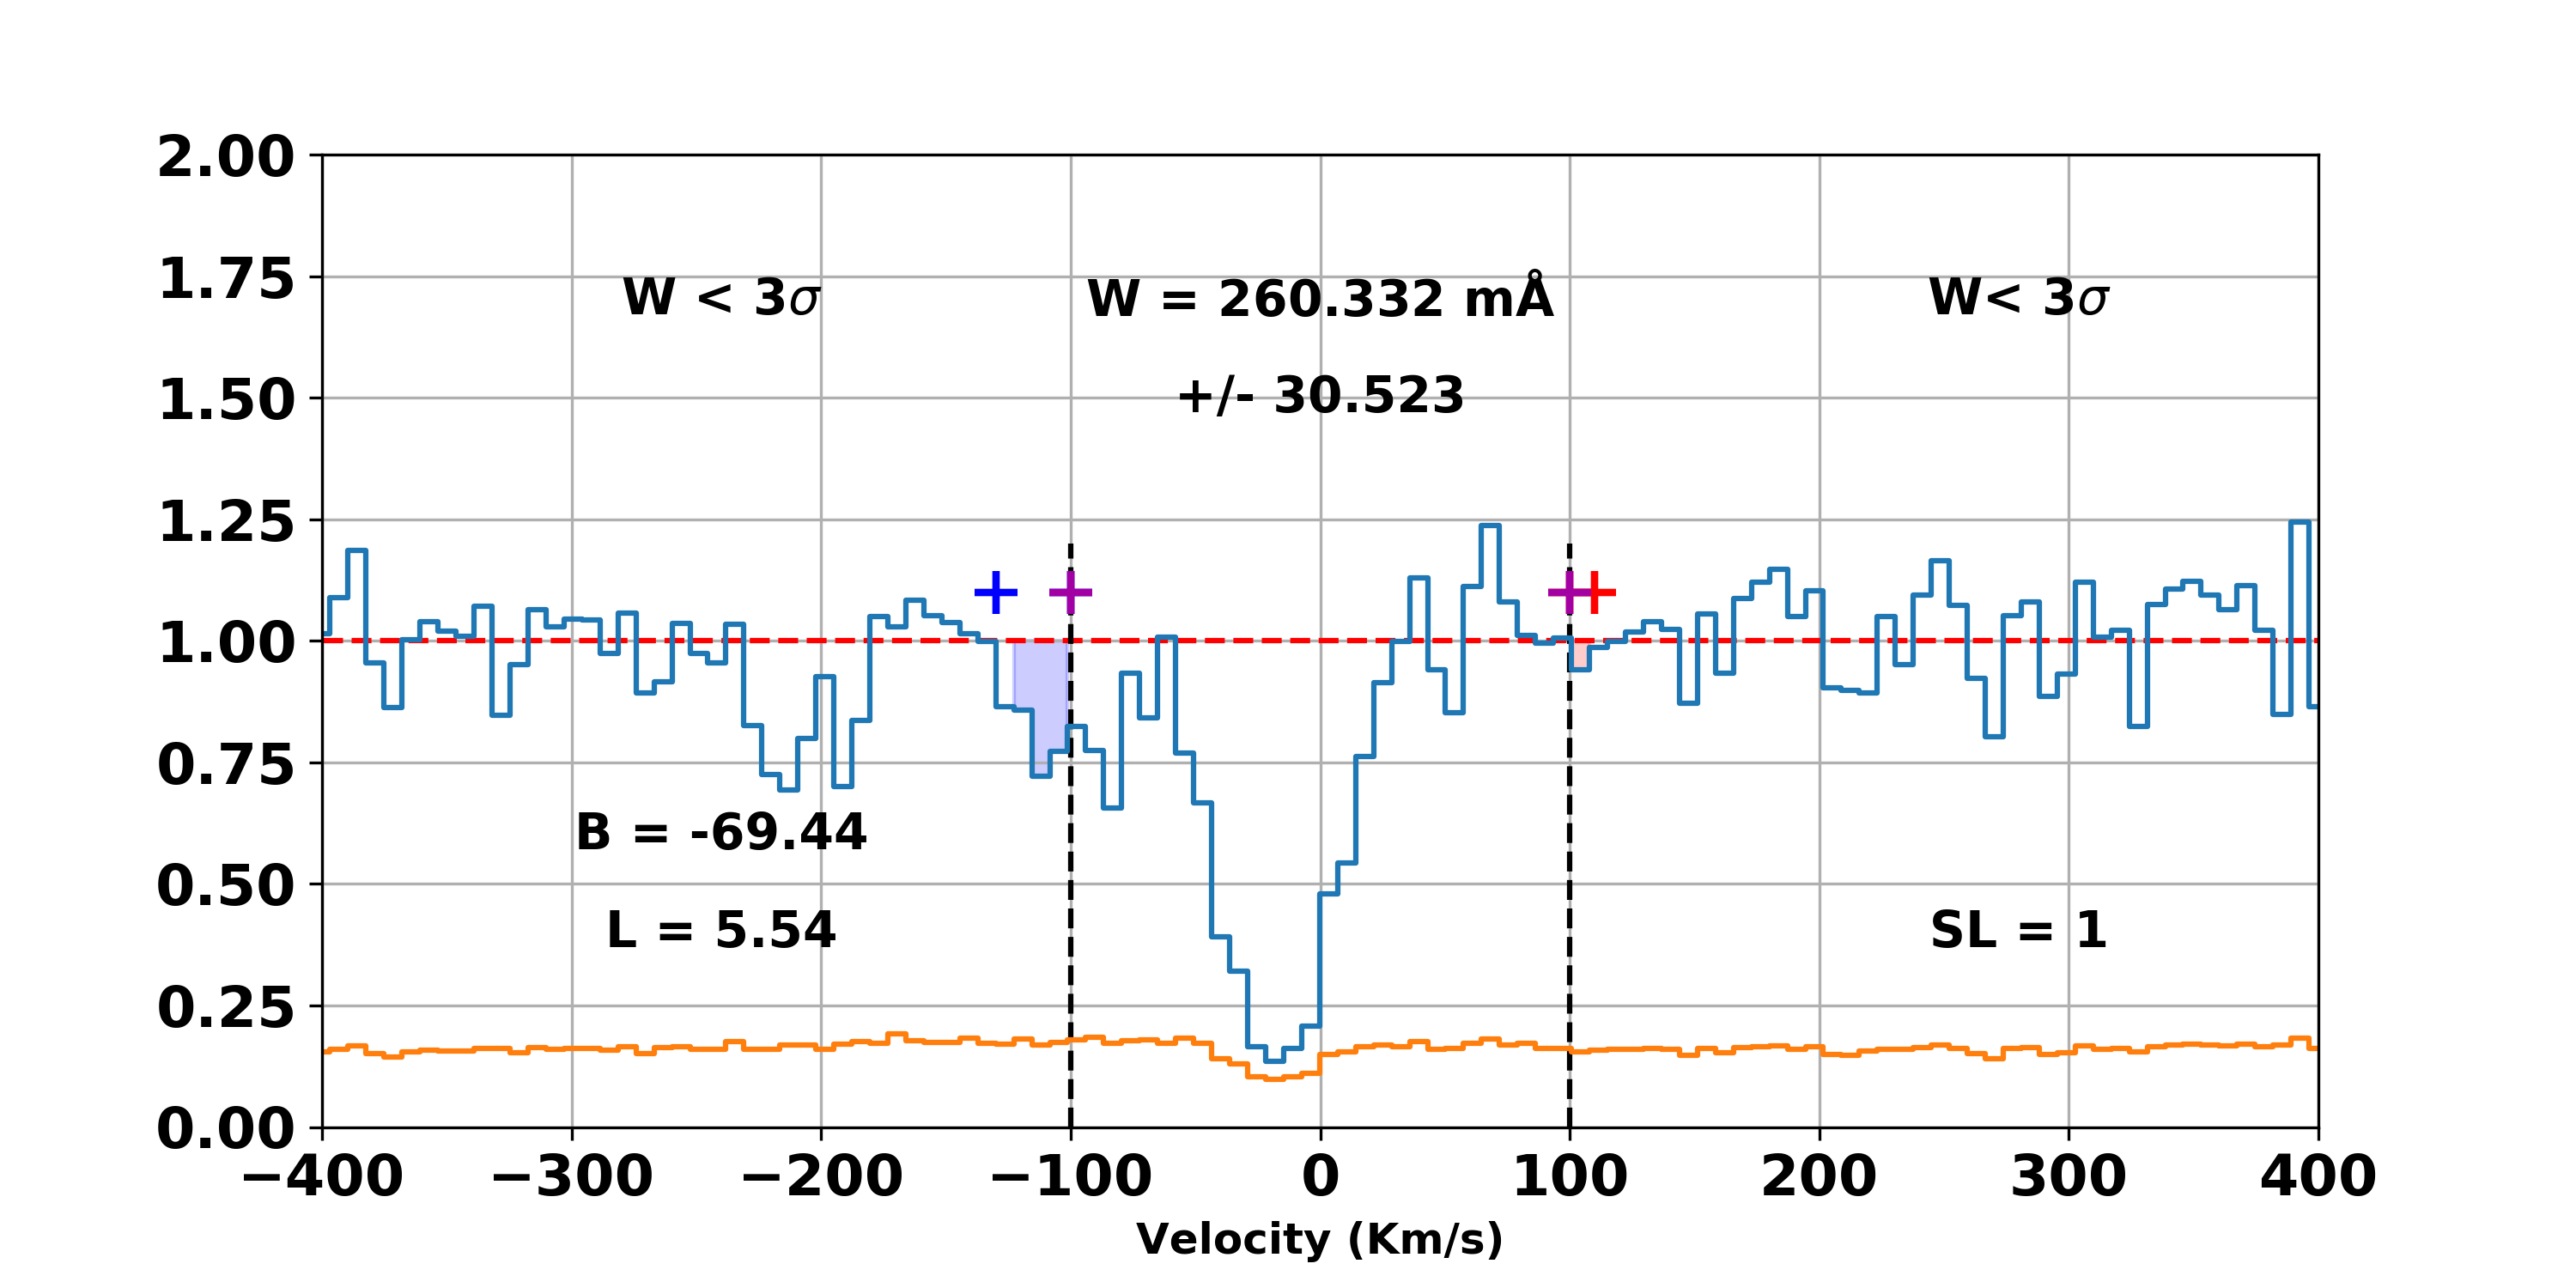 2.00
1.75
W < 3σ
W = 260.332 mÅ
W< 3σ
1.50
+/- 30.523
1.25
1.00
0.75
B = -69.44
0.50
L = 5.54
SL = 1
0.25
0.00
−400 −300 −200 −100 0 100 200 300 400
Velocity (Km/s)